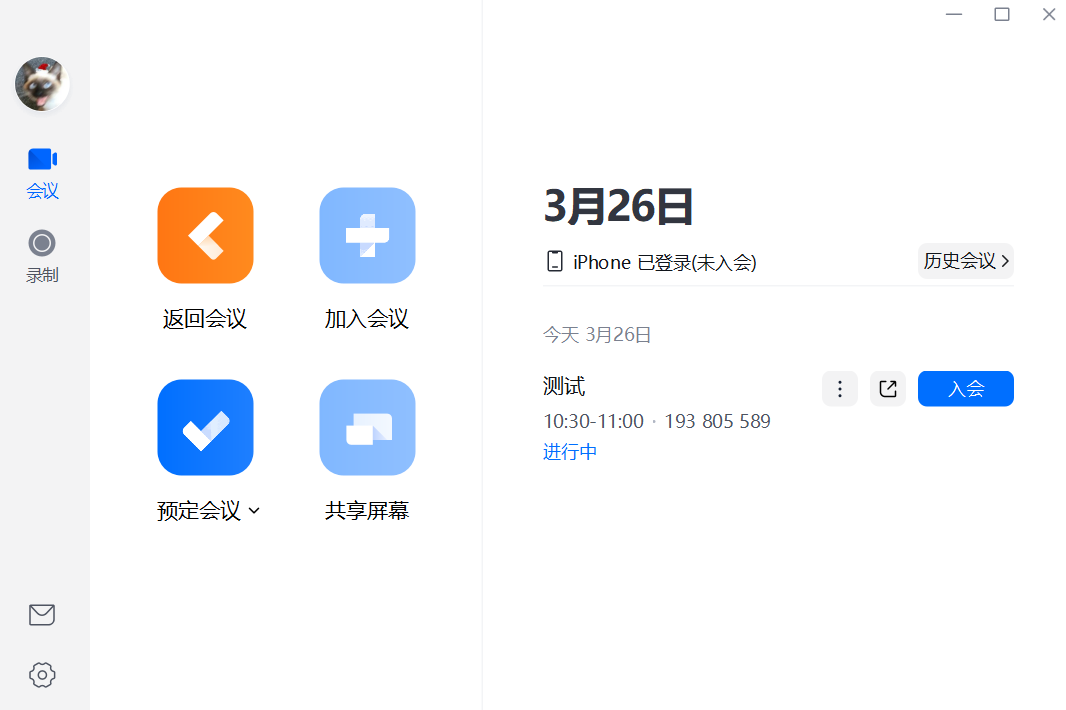 会议
录制
返回会议
加入会议
预定会议
共享屏幕
3月26日
iPhone 已登录(未入会)
历史会议
今天 3月26日
测试
入会
10:30-11:00 · 193 805 589
进行中